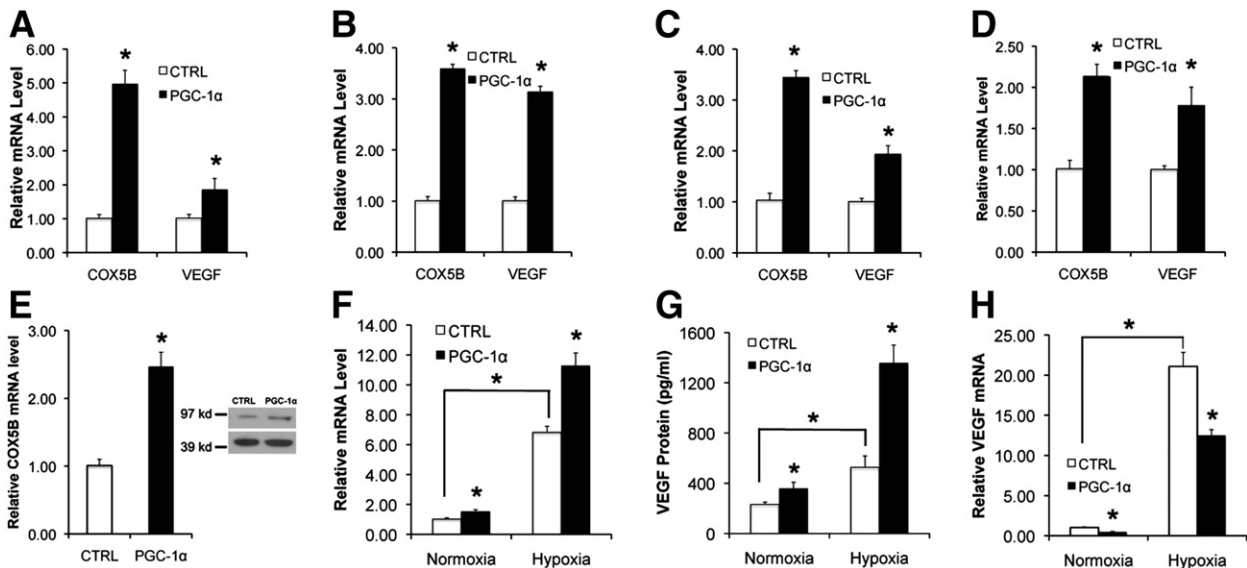 A
Relative mRNA Level
6.00
5.00
4.00
3.00
2.00
1.00
0.00
*
*
CTRL
PGC-1α
COX5B
VEGF
B
Relative mRNA Level
4.00
3.00
2.00
1.00
0.00
*
*
CTRL
PGC-1α
COX5B
VEGF
C
Relative mRNA Level
4.00
3.00
2.00
1.00
0.00
*
*
CTRL
PGC-1α
COX5B
VEGF
D
Relative mRNA Level
2.50
2.00
1.50
1.00
0.50
0.00
*
*
CTRL
PGC-1α
COX5B
VEGF
E
Relative COX5B mRNA level
3.00
2.00
1.00
0.00
*
CTRL
PGC-1α
CTRL PGC-1α
97 kd
39 kd
F
Relative mRNA Level
14.00
12.00
10.00
8.00
6.00
4.00
2.00
0.00
CTRL
PGC-1α
*
*
*
Normoxia
Hypoxia
G
VEGF Protein (pg/ml)
1600
1200
800
400
0
CTRL
PGC-1α
*
*
*
Normoxia
Hypoxia
H
Relative VEGF mRNA
25.00
20.00
15.00
10.00
5.00
0.00
*
*
CTRL
PGC-1α
*
Normoxia
Hypoxia